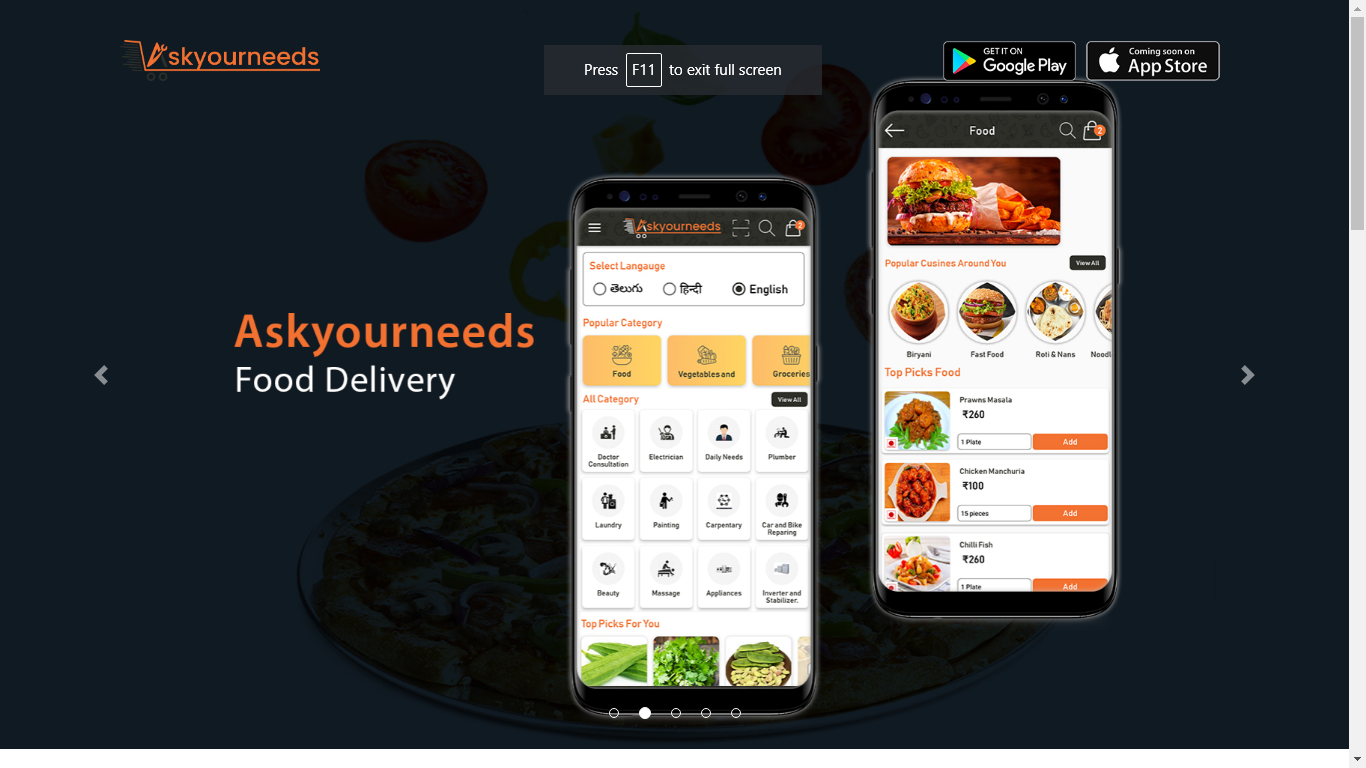 Askyourneeds
Press F11 to exit full screen
GET IT ON
Google Play
Coming soon on
App Store
Askyourneeds
Food Delivery
Askyourneeds
2
Select Langauge
తెలుగు
हिन्दी
English
Popular Category
Food
Vegetables and
Groceries
All Category
View All
Doctor
Consultation
Electrician
Daily Needs
Plumber
Laundry
Painting
Carpentary
Car and Bike
Reparing
Beauty
Massage
Appliances
Inverter and
Stabilizer.
Top Picks For You
Food
2
Popular Cusines Around You
View All
Biryani
Fast Food
Roti & Nans
Noodl
Top Picks Food
Prawns Masala
₹260
1 Plate
Add
Chicken Manchuria
₹100
15 pieces
Add
Chilli Fish
₹260
1 Plate
Add